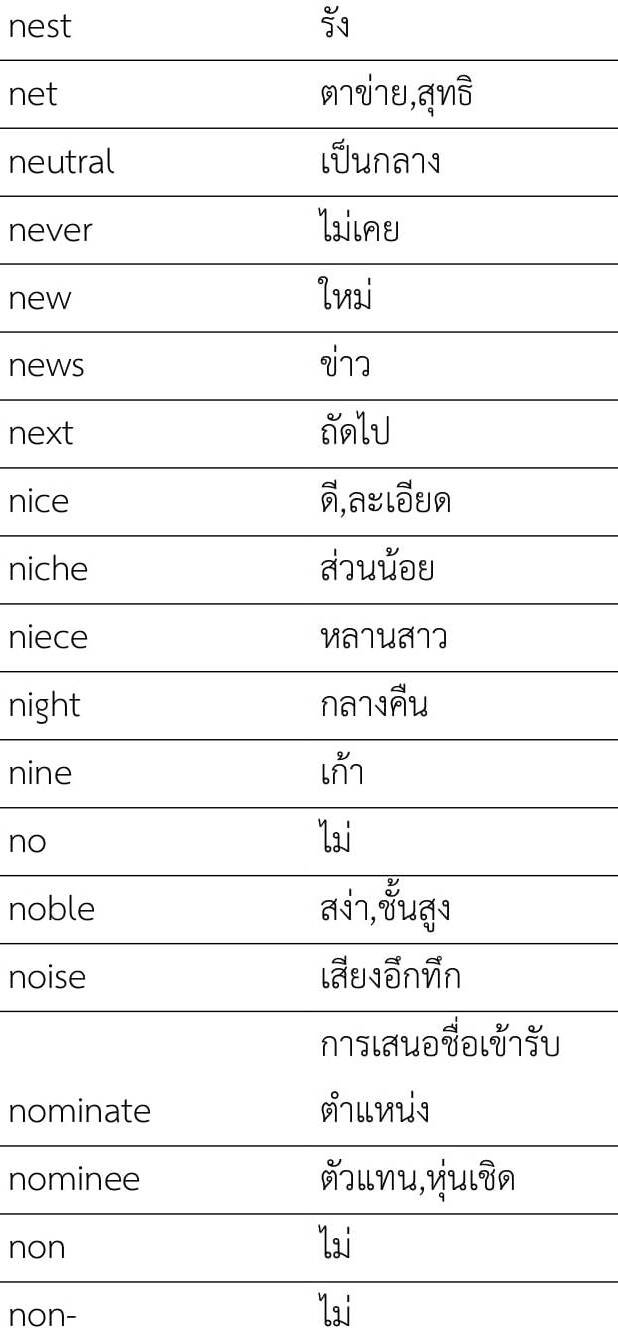 nest รัง
net ตาข่าย,สุทธิ
neutral เป็นกลาง
never ไม่เคย
new ใหม่
news ข่าว
next ถัดไป
nice ดี,ละเอียด
niche ส่วนน้อย
niece หลานสาว
night กลางคืน
nine เก้า
no ไม่
noble สง่า,ชั้นสูง
noise เสียงอึกทึก
การเสนอชื่อเข้ารับ
nominate ตำแหน่ง
nominee ตัวแทน,หุ่นเชิด
non ไม่
non- ไม่